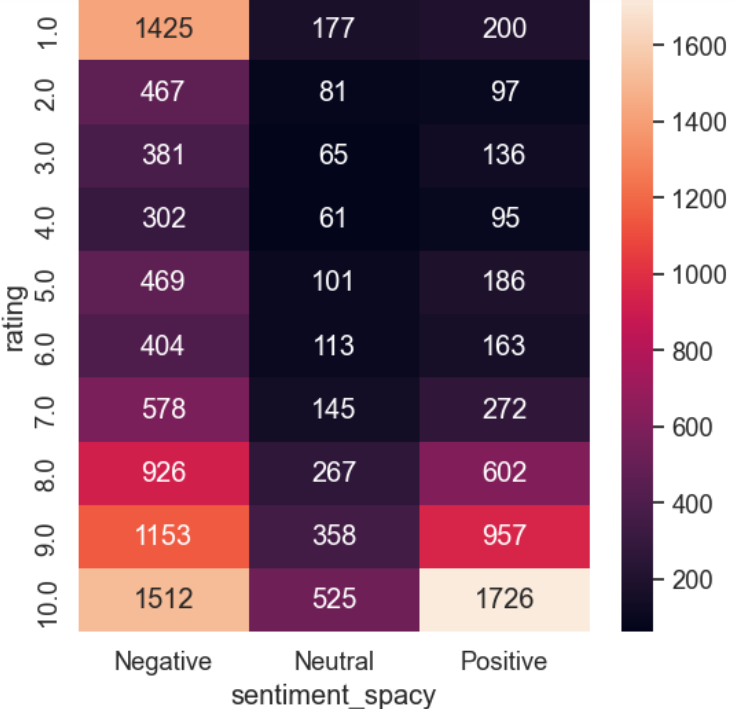 1.0 1425 177 200
2.0 467 81 97
3.0 381 65 136
4.0 302 61 95
5.0 469 101 186
6.0 404 113 163
7.0 578 145 272
8.0 926 267 602
9.0 1153 358 957
10.0 1512 525 1726
rating
Negative Neutral Positive
sentiment_spacy
1600
1400
1200
1000
800
600
400
200